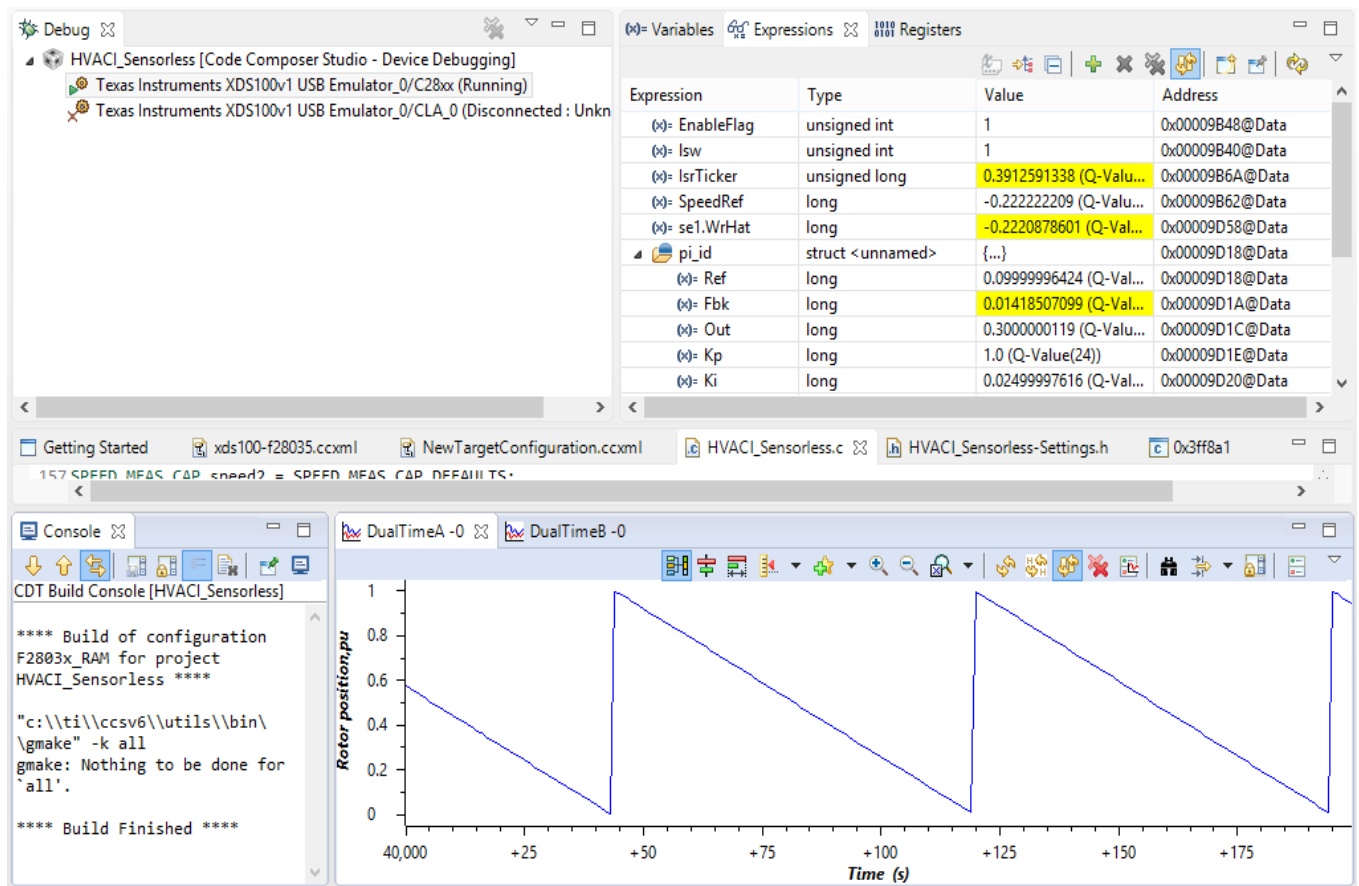 Debug
HVACI_Sensorless [Code Composer Studio - Device Debugging]
Texas Instruments XDS100v1 USB Emulator_0/C28xx (Running)
Texas Instruments XDS100v1 USB Emulator_0/CLA_0 (Disconnected : Unkn
(x)= Variables Expressions 1010 0101 Registers
Expression Type Value Address
(x)= EnableFlag unsigned int 1 0x00009B48@Data
(x)= lsw unsigned int 1 0x00009B40@Data
(x)= IsrTicker unsigned long 0.3912591338 (Q-Valu... 0x00009B6A@Data
(x)= SpeedRef long -0.222222209 (Q-Valu... 0x00009B62@Data
(x)= se1.WrHat long -0.2220878601 (Q-Val... 0x00009D58@Data
pi_id struct <unnamed> {...} 0x00009D18@Data
(x)= Ref long 0.09999996424 (Q-Val... 0x00009D18@Data
(x)= Fbk long 0.01418507099 (Q-Val... 0x00009D1A@Data
(x)= Out long 0.3000000119 (Q-Valu... 0x00009D1C@Data
(x)= Kp long 1.0 (Q-Value(24)) 0x00009D1E@Data
(x)= Ki long 0.02499997616 (Q-Val... 0x00009D20@Data
Getting Started xds100-f28035.ccxml NewTargetConfiguration.ccxml HVACI_Sensorless.c HVACI_Sensorless-Settings.h 0x3ff8a1
157 SPEED_MEAS_CAP speed2 = SPEED_MEAS_CAP_DEFAULTS;
Console
CDT Build Console [HVACI_Sensorless]
**** Build of configuration
F2803x_RAM for project
HVACI_Sensorless ****
"c:\\ti\\ccsv6\\utils\\bin\
\gmake" -k all
gmake: Nothing to be done for
`all'.
**** Build Finished ****
DualTimeA -0 DualTimeB -0
Rotor position,pu
1
0.8
0.6
0.4
0.2
0
40,000 +25 +50 +75 +100 +125 +150 +175
Time (s)